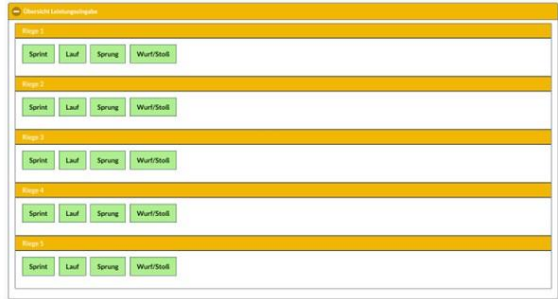 Übersicht Leistungseingabe
Riege 1
Sprint Lauf Sprung Wurf/Stoß
Riege 2
Sprint Lauf Sprung Wurf/Stoß
Riege 3
Sprint Lauf Sprung Wurf/Stoß
Riege 4
Sprint Lauf Sprung Wurf/Stoß
Riege 5
Sprint Lauf Sprung Wurf/Stoß